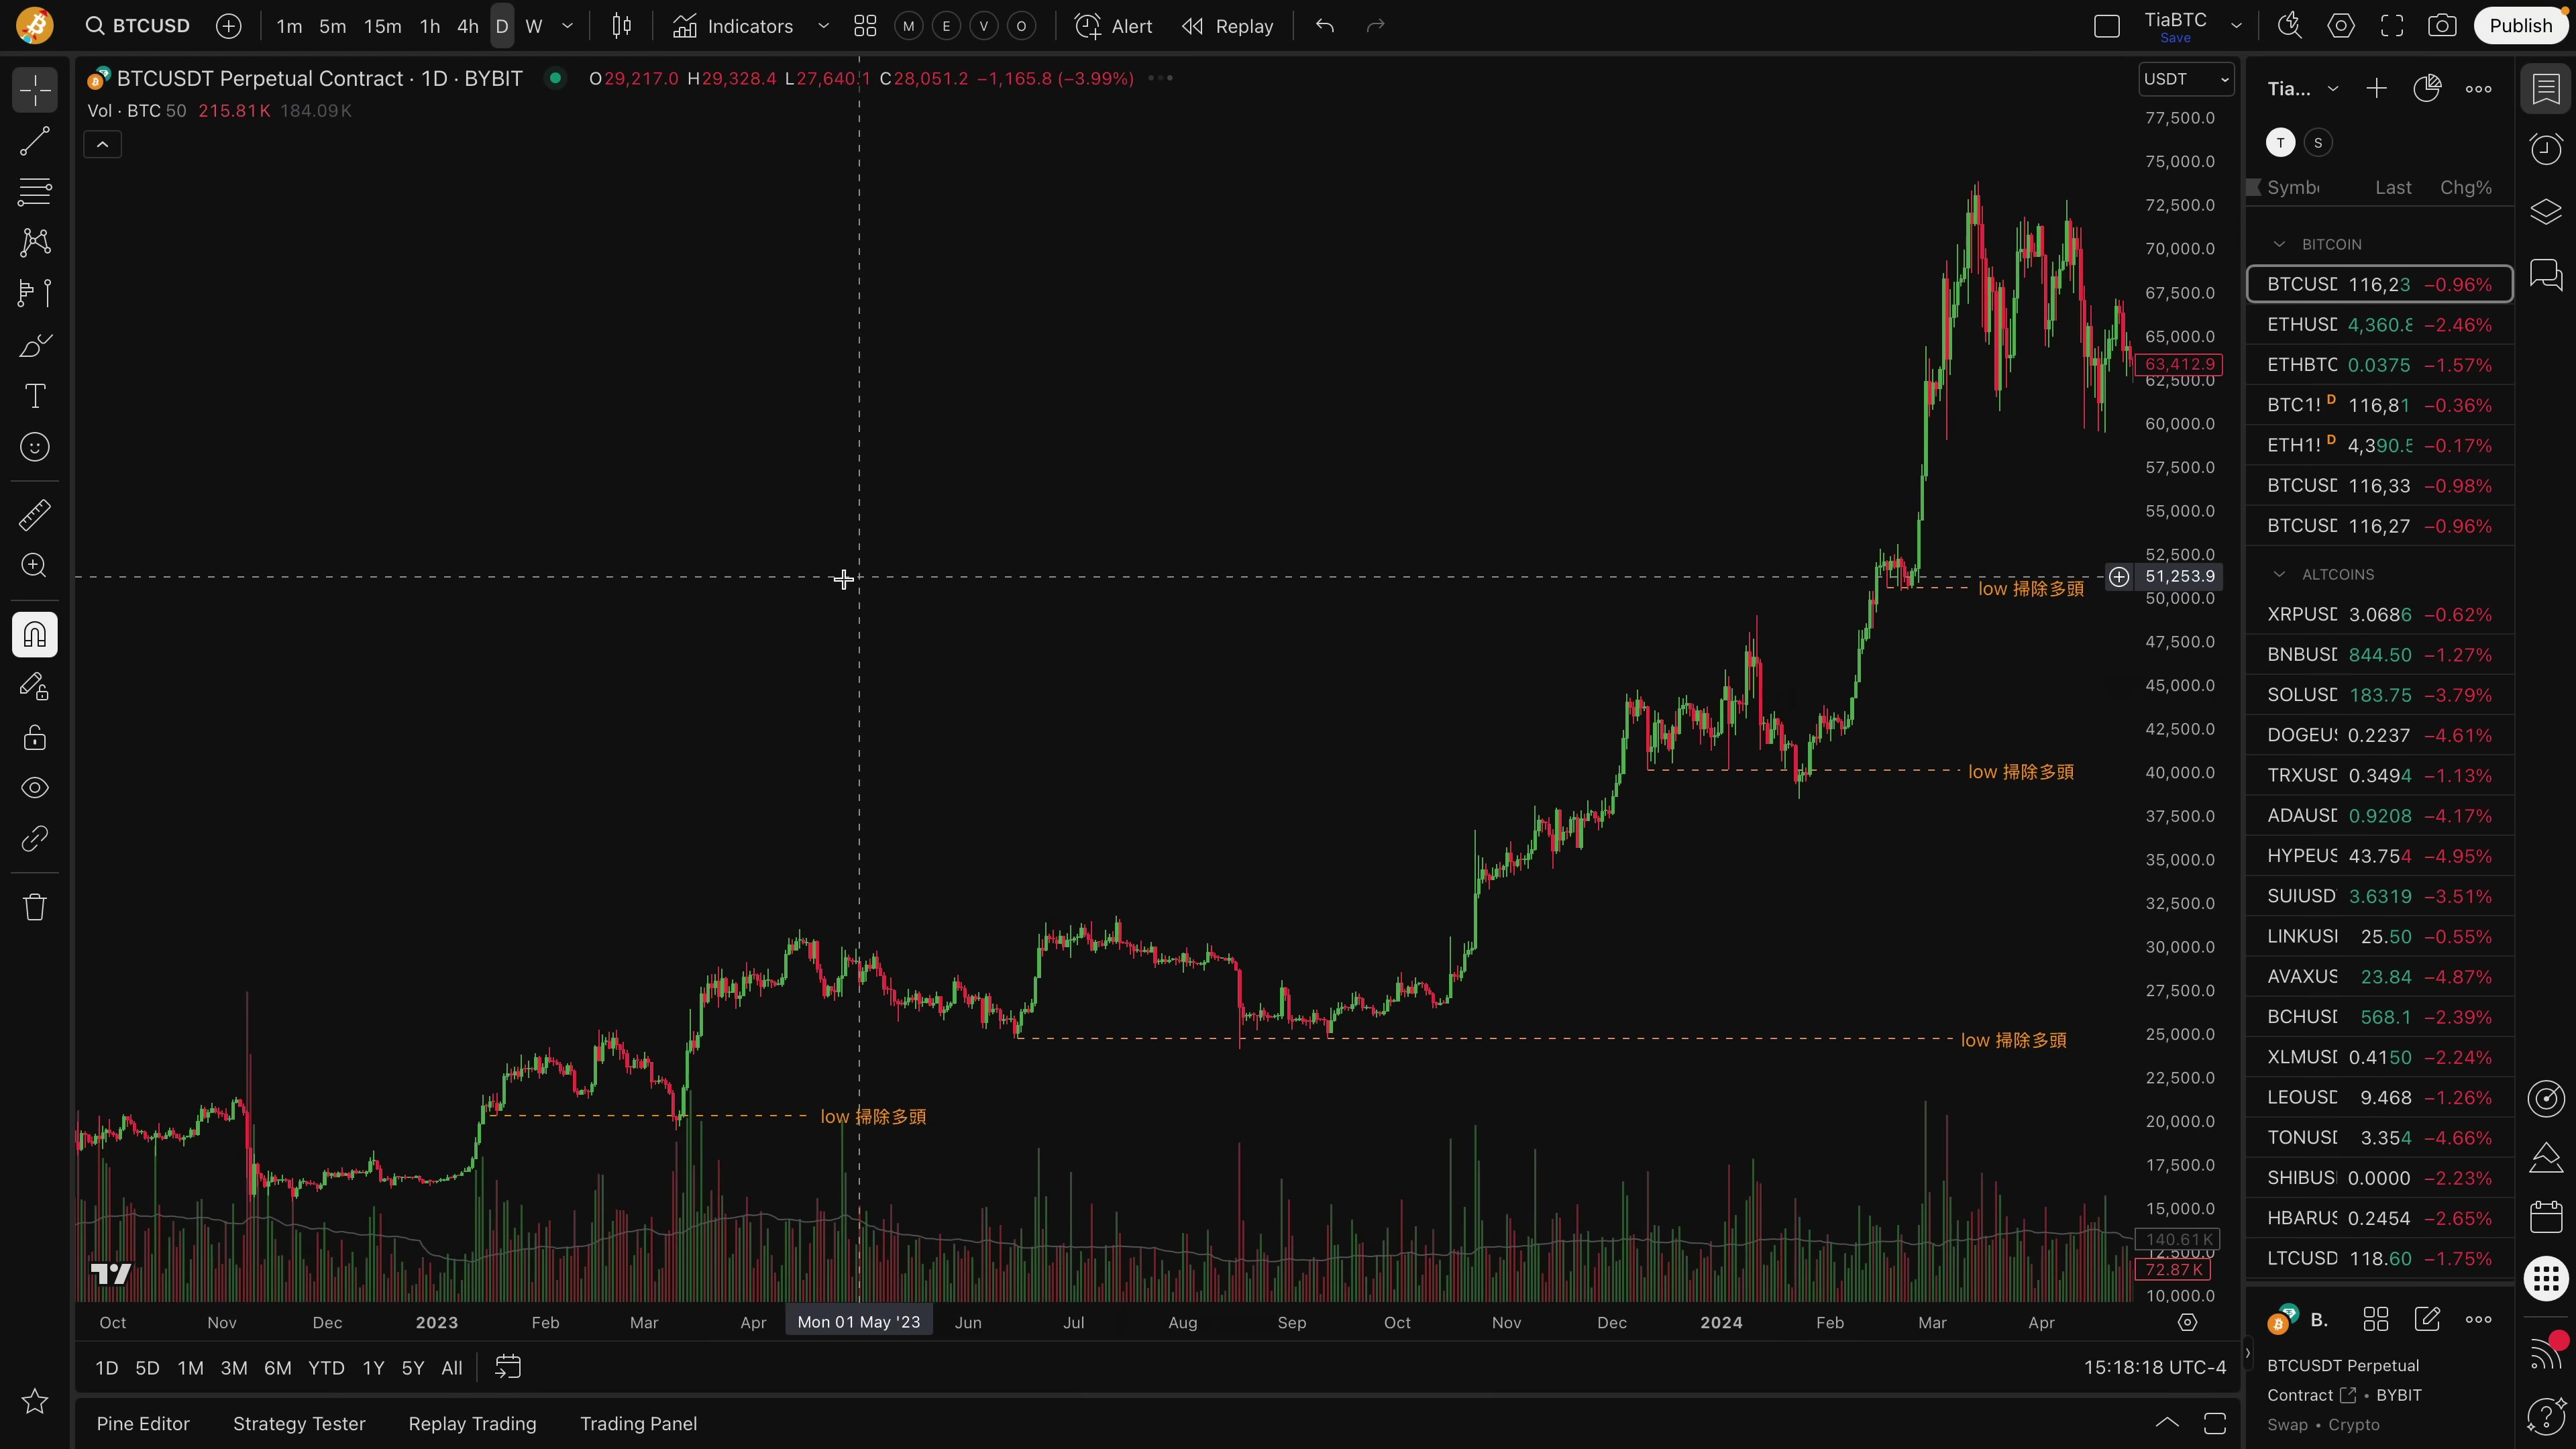 BTCUSD 1m 5m 15m 1h 4h D W Indicators M E V O Alert Replay TiaBTC Save Publish
BTCUSDT Perpetual Contract · 1D · BYBIT O29,217.0 H29,328.4 L27,640.1 C28,051.2 −1,165.8 (−3.99%)
Vol · BTC 50 215.81K 184.09K
USDT
77,500.0
75,000.0
72,500.0
70,000.0
67,500.0
65,000.0
63,412.9
62,500.0
60,000.0
57,500.0
55,000.0
52,500.0
51,253.9
50,000.0
47,500.0
45,000.0
42,500.0
40,000.0
37,500.0
35,000.0
32,500.0
30,000.0
27,500.0
25,000.0
22,500.0
20,000.0
17,500.0
15,000.0
140.61K
12,500.0
72.87K
10,000.0
low 掃除多頭
low 掃除多頭
low 掃除多頭
low 掃除多頭
Oct Nov Dec 2023 Feb Mar Apr Mon 01 May '23 Jun Jul Aug Sep Oct Nov Dec 2024 Feb Mar Apr
1D 5D 1M 3M 6M YTD 1Y 5Y All 15:18:18 UTC-4
Pine Editor Strategy Tester Replay Trading Trading Panel
Tia...
T S
Symb Last Chg%
BITCOIN
BTCUSD 116,23 −0.96%
ETHUSD 4,360.8 −2.46%
ETHBTC 0.0375 −1.57%
BTC1! D 116,81 −0.36%
ETH1! D 4,390.5 −0.17%
BTCUSD 116,33 −0.98%
BTCUSD 116,27 −0.96%
ALTCOINS
XRPUSD 3.0686 −0.62%
BNBUSD 844.50 −1.27%
SOLUSD 183.75 −3.79%
DOGEUS 0.2237 −4.61%
TRXUSD 0.3494 −1.13%
ADAUSD 0.9208 −4.17%
HYPEUS 43.754 −4.95%
SUIUSD 3.6319 −3.51%
LINKUS 25.50 −0.55%
AVAXUS 23.84 −4.87%
BCHUSD 568.1 −2.39%
XLMUSD 0.4150 −2.24%
LEOUSD 9.468 −1.26%
TONUSD 3.354 −4.66%
SHIBUS 0.0000 −2.23%
HBARUS 0.2454 −2.65%
LTCUSD 118.60 −1.75%
B.
BTCUSDT Perpetual
Contract • BYBIT
Swap • Crypto